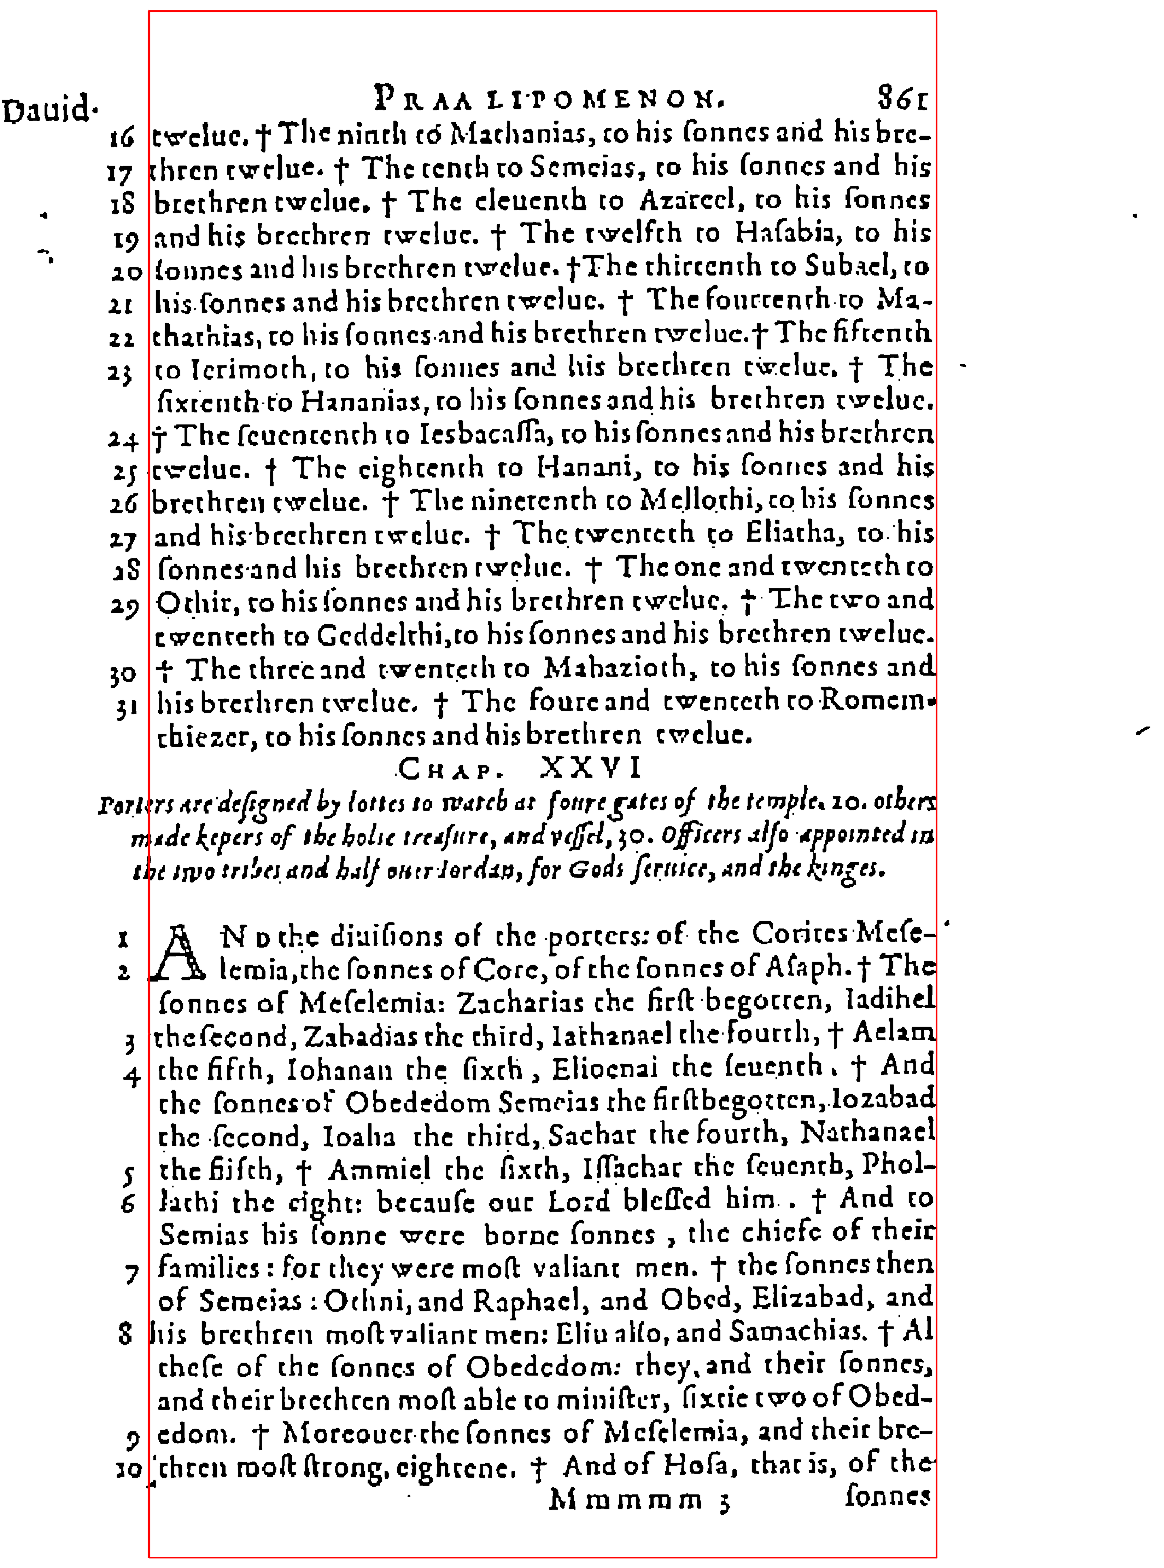 Dauid. PRAALIPOMENON. 861
16 twelue. † The ninth to Mathanias, to his ſonnes and his bre-
17 thren twelue. † The tenth to Semeias, to his ſonnes and his
18 brethren twelue. † The eleuenth to Azareel, to his ſonnes
19 and his brethren twelue. † The twelfth to Haſabia, to his
20 ſonnes and his brethren twelue. † The thirtenth to Subael, to
21 his ſonnes and his brethren twelue. † The fourtenth to Ma-
22 thathias, to his ſonnes and his brethren twelue. † The fiftenth
23 to Ierimoth, to his ſonnes and his brethren twelue. † The
ſixtenth to Hananias, to his ſonnes and his brethren twelue.
24 † The ſeuententh to Iesbacaſſa, to his ſonnes and his brethren
25 twelue. † The eightenth to Hanani, to his ſonnes and his
26 brethren twelue. † The ninetenth to Mellothi, to his ſonnes
27 and his brethren twelue. † The twenteth to Eliatha, to his
28 ſonnes and his brethren twelue. † The one and twenteth to
29 Othir, to his ſonnes and his brethren twelue. † The two and
twenteth to Geddelthi, to his ſonnes and his brethren twelue.
30 † The three and twenteth to Mahazioth, to his ſonnes and
31 his brethren twelue. † The foure and twenteth to Romem-
thiezer, to his ſonnes and his brethren twelue.
CHAP. XXVI
Porters are deſigned by lottes to watch at foure gates of the temple. 20. others
made kepers of the holie treaſure, and veſſel, 30. Officers alſo appointed in
the two tribes and half ouer Iordan, for Gods ſeruice, and the kinges.
1 AND the diuiſions of the porters: of the Corites Meſe-
2 lemia, the ſonnes of Core, of the ſonnes of Aſaph. † The
ſonnes of Meſelemia: Zacharias the firſt begotten, Iadihel
3 the ſecond, Zabadias the third, Iathanael the fourth, † Aelam
4 the fifth, Iohanan the ſixth, Elioenai the ſeuenth. † And
the ſonnes of Obededom Semeias the firſt begotten, Iozabad
the ſecond, Ioaha the third, Sachar the fourth, Nathanael
5 the fiifth, † Ammiel the ſixth, Iſſachar the ſeuenth, Phol-
6 lathi the eight: becauſe our Lord bleſſed him. † And to
Semias his ſonne were borne ſonnes, the chiefe of their
7 families: for they were moſt valiant men. † the ſonnes then
of Semeias: Othni, and Raphael, and Obed, Elizabad, and
8 his brethren moſt valiant men: Eliu alſo, and Samachias. † Al
theſe of the ſonnes of Obededom: they, and their ſonnes,
and their brethren moſt able to miniſter, ſixtie two of Obed-
9 edom. † Moreouer the ſonnes of Meſelemia, and their bre-
10 thren moſt ſtrong, eightene. † And of Hoſa, that is, of the
Mmmmm 3 ſonnes